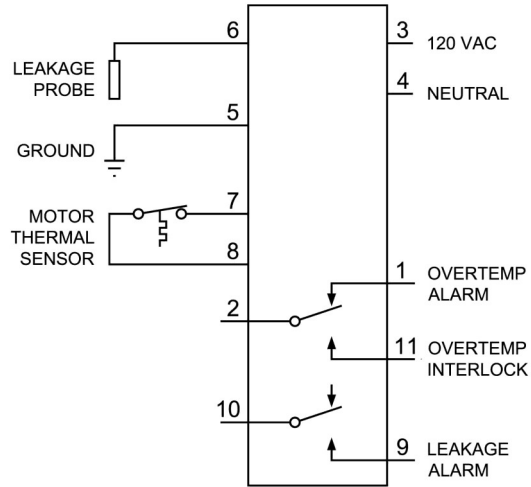 6
LEAKAGE
PROBE
5
GROUND
7
MOTOR
THERMAL
SENSOR
8
2
10
3
120 VAC
4
NEUTRAL
1
OVERTEMP
ALARM
11
OVERTEMP
INTERLOCK
9
LEAKAGE
ALARM